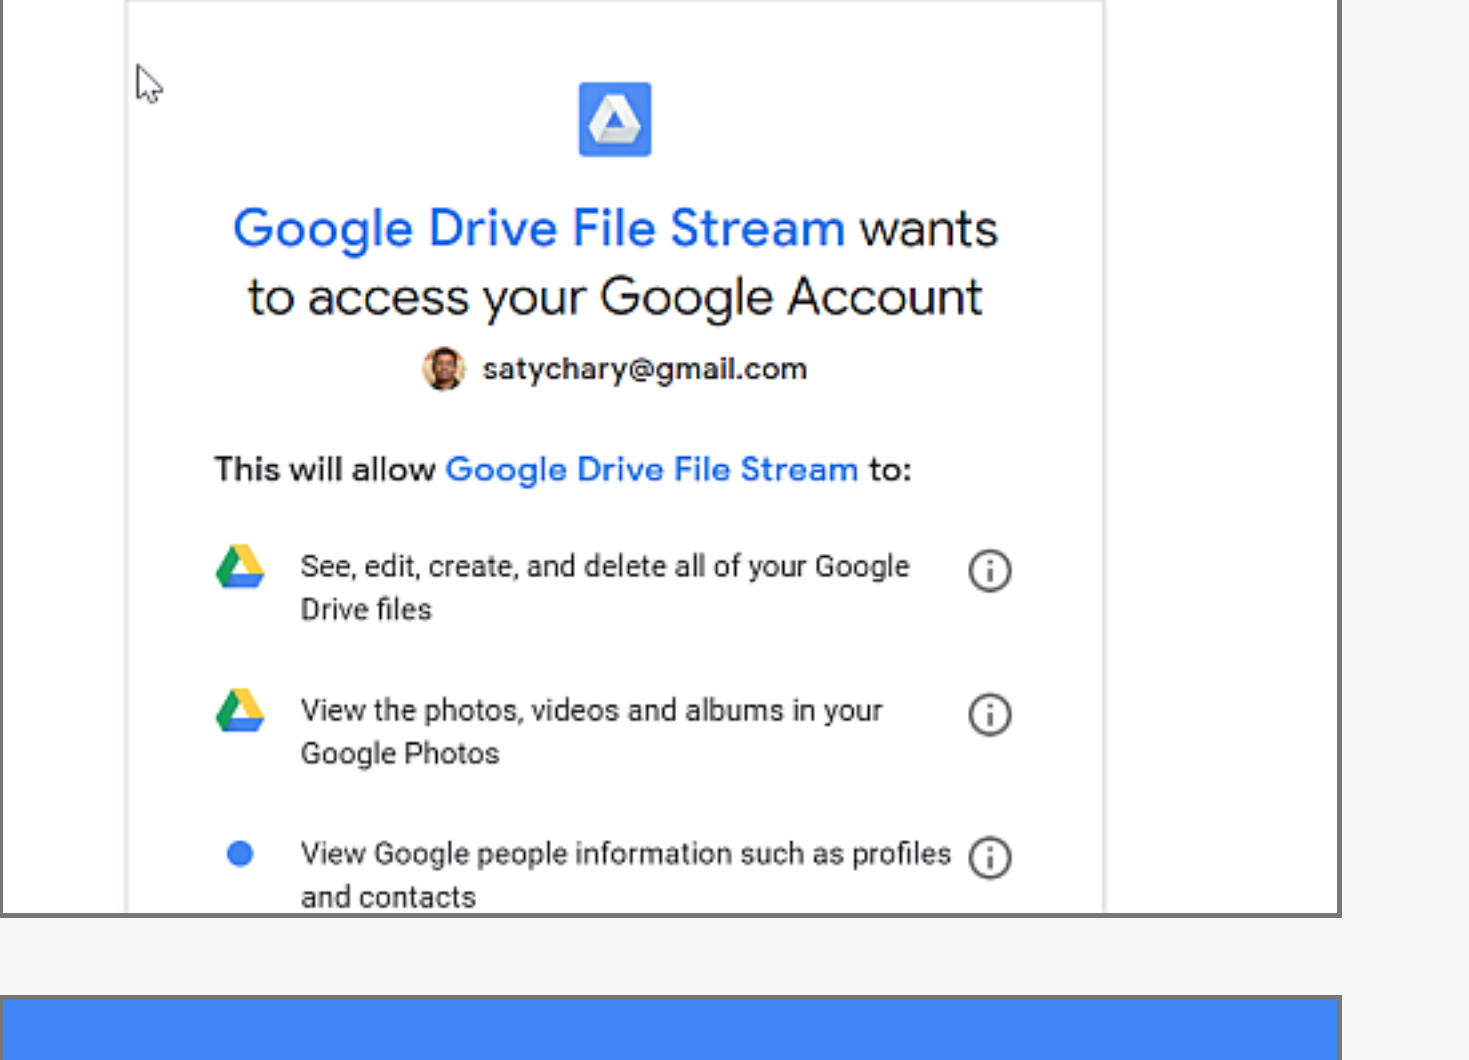 Google Drive File Stream wants
to access your Google Account
satychary@gmail.com
This will allow Google Drive File Stream to:
See, edit, create, and delete all of your Google
Drive files
View the photos, videos and albums in your
Google Photos
View Google people information such as profiles
and contacts